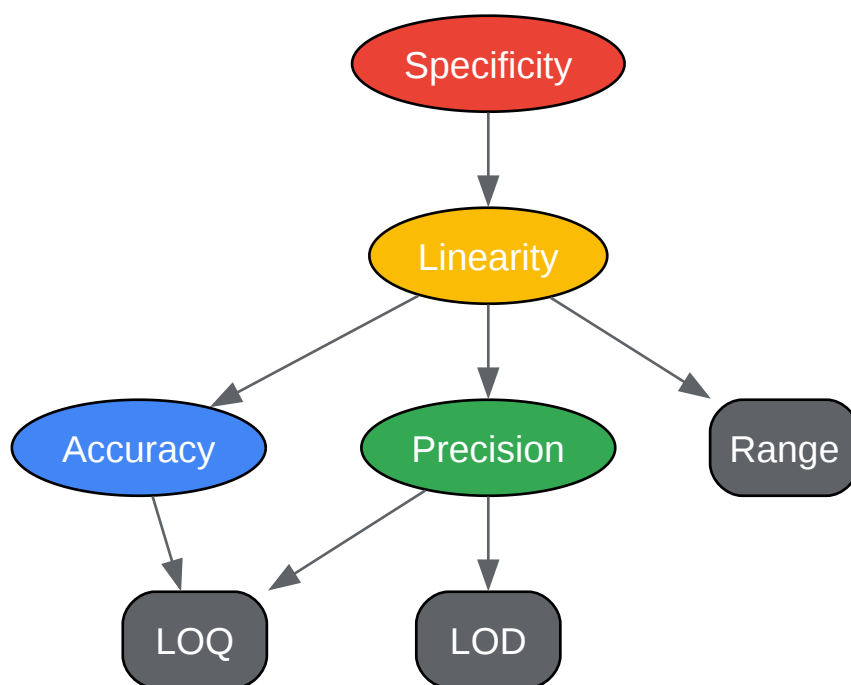 Specificity
Linearity
Accuracy
Precision
Range
LOQ
LOD